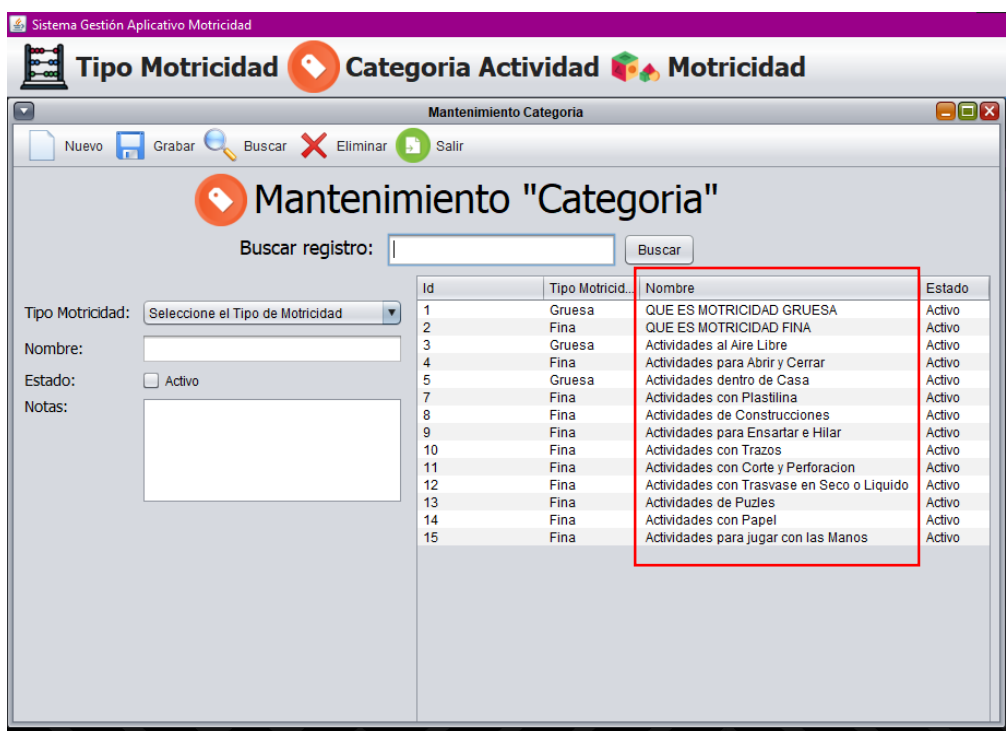 Sistema Gestión Aplicativo Motricidad
Tipo Motricidad Categoria Actividad Motricidad
Mantenimiento Categoria
Nuevo Grabar Buscar Eliminar Salir
Mantenimiento "Categoria"
Buscar registro: Buscar
Tipo Motricidad: Seleccione el Tipo de Motricidad
Nombre:
Estado: Activo
Notas:
Id Tipo Motricid... Nombre Estado
1 Gruesa QUE ES MOTRICIDAD GRUESA Activo
2 Fina QUE ES MOTRICIDAD FINA Activo
3 Gruesa Actividades al Aire Libre Activo
4 Fina Actividades para Abrir y Cerrar Activo
5 Gruesa Actividades dentro de Casa Activo
7 Fina Actividades con Plastilina Activo
8 Fina Actividades de Construcciones Activo
9 Fina Actividades para Ensartar e Hilar Activo
10 Fina Actividades con Trazos Activo
11 Fina Actividades con Corte y Perforacion Activo
12 Fina Actividades con Trasvase en Seco o Liquido Activo
13 Fina Actividades de Puzles Activo
14 Fina Actividades con Papel Activo
15 Fina Actividades para jugar con las Manos Activo